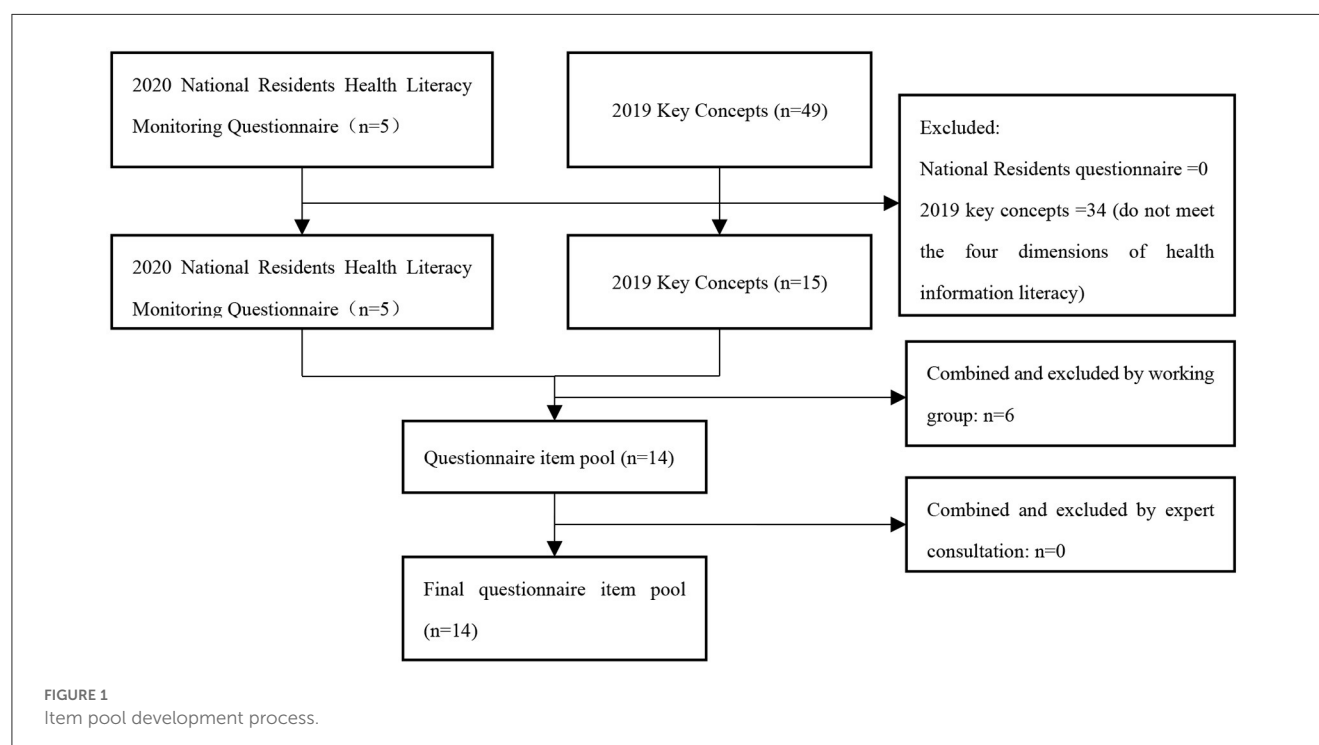 2020 National Residents Health Literacy
Monitoring Questionnaire（n=5）
2019 Key Concepts (n=49)
Excluded:
National Residents questionnaire =0
2019 key concepts =34 (do not meet
the four dimensions of health
information literacy)
2020 National Residents Health Literacy
Monitoring Questionnaire（n=5）
2019 Key Concepts (n=15)
Combined and excluded by working
group: n=6
Questionnaire item pool (n=14)
Combined and excluded by expert
consultation: n=0
Final questionnaire item pool
(n=14)
FIGURE 1
Item pool development process.